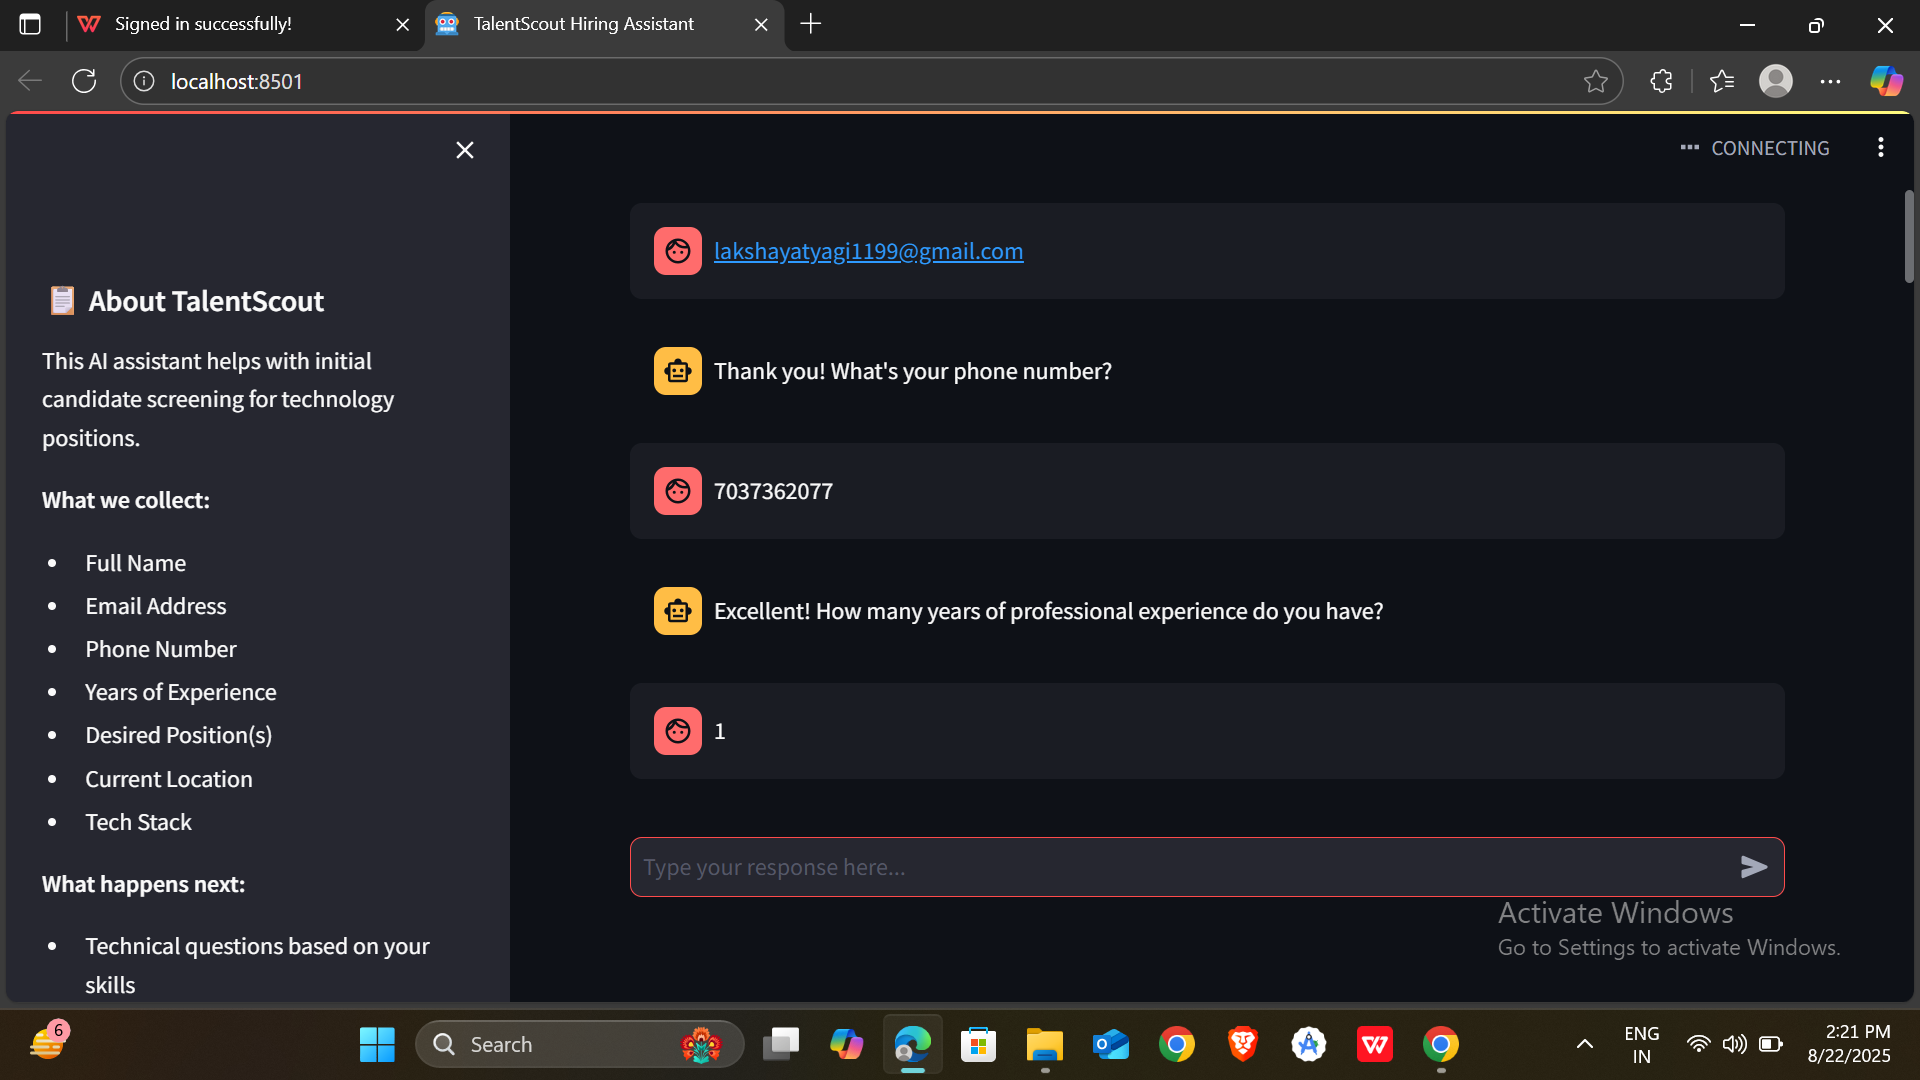 Signed in successfully!
TalentScout Hiring Assistant
localhost:8501
CONNECTING
About TalentScout
This AI assistant helps with initial
candidate screening for technology
positions.
What we collect:
Full Name
Email Address
Phone Number
Years of Experience
Desired Position(s)
Current Location
Tech Stack
What happens next:
Technical questions based on your
skills
lakshayatyagi1199@gmail.com
Thank you! What's your phone number?
7037362077
Excellent! How many years of professional experience do you have?
1
Type your response here...
Activate Windows
Go to Settings to activate Windows.
6
Search
ENG
IN
2:21 PM
8/22/2025